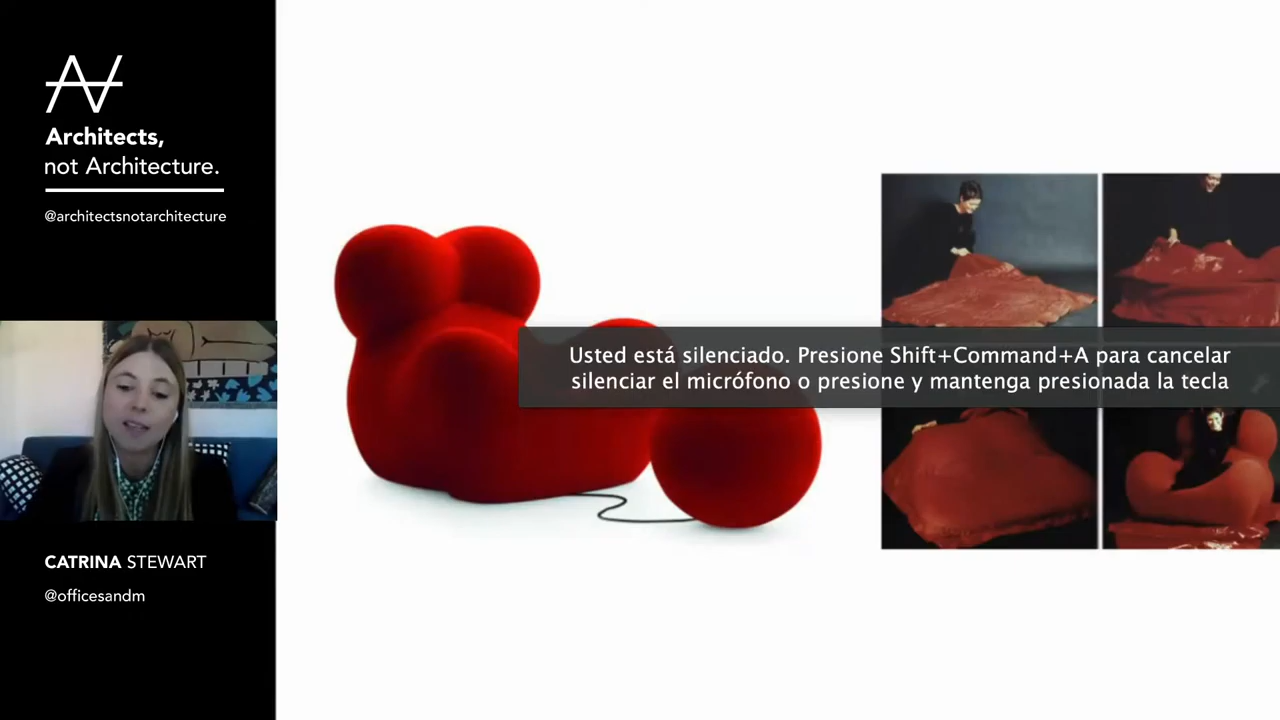 Architects,
not Architecture.
@architectsnotarchitecture
Usted está silenciado. Presione Shift+Command+A para cancelar
silenciar el micrófono o presione y mantenga presionada la tecla
CATRINA STEWART
@officesandm